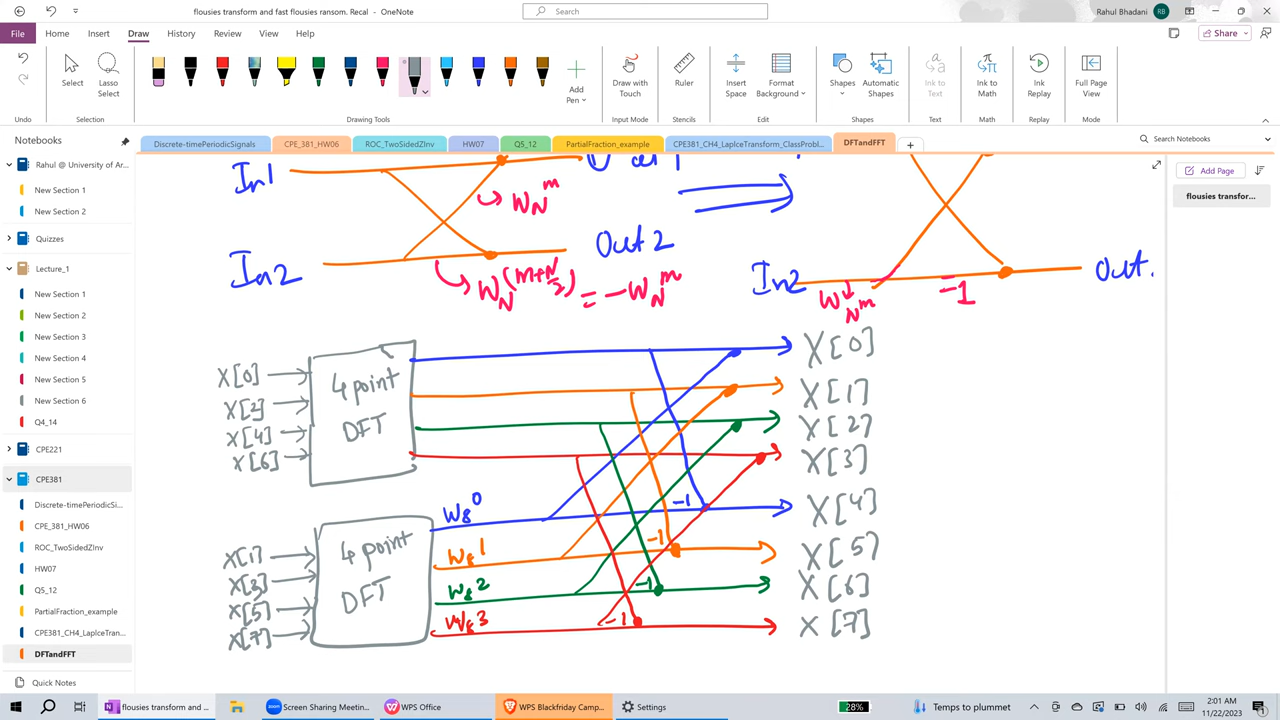 flousies transform and fast flousies ransom. Recal - OneNote
Search
Rahul Bhadani
RB
File
Home
Insert
Draw
History
Review
View
Help
Share
Select
Lasso Select
Add Pen
Draw with Touch
Ruler
Insert Space
Format Background
Shapes
Automatic Shapes
Ink to Text
Ink to Math
Ink Replay
Full Page View
Undo
Selection
Drawing Tools
Input Mode
Stencils
Edit
Shapes
Text
Math
Replay
Mode
Notebooks
Discrete-timePeriodicSignals
CPE_381_HW06
ROC_TwoSidedZInv
HW07
Q5_12
PartialFraction_example
CPE381_CH4_LaplceTransform_ClassProbl...
DFTandFFT
Search Notebooks
Add Page
flousies transfor...
Rahul @ University of Ar...
New Section 1
New Section 2
Quizzes
Lecture_1
New Section 1
New Section 2
New Section 3
New Section 4
New Section 5
New Section 6
Q4_14
CPE221
CPE381
Discrete-timePeriodicSi...
CPE_381_HW06
ROC_TwoSidedZInv
HW07
Q5_12
PartialFraction_example
CPE381_CH4_LaplceTran...
DFTandFFT
Quick Notes
In1
W_N^m
In2
Out 2
W_N^(m+N/2) = -W_N^m
In2
W_N^m
-1
Out.
X[0]
X[2]
X[4]
X[6]
4 point
DFT
X[0]
X[1]
X[2]
X[3]
X[1]
X[3]
X[5]
X[7]
4 point
DFT
W8^0
-1
X[4]
W8^1
-1
X[5]
W8^2
-1
X[6]
W8^3
-1
X[7]
flousies transform and ...
Screen Sharing Meetin...
WPS Office
WPS Blackfriday Camp...
Settings
28%
Temps to plummet
2:01 AM
11/22/2023